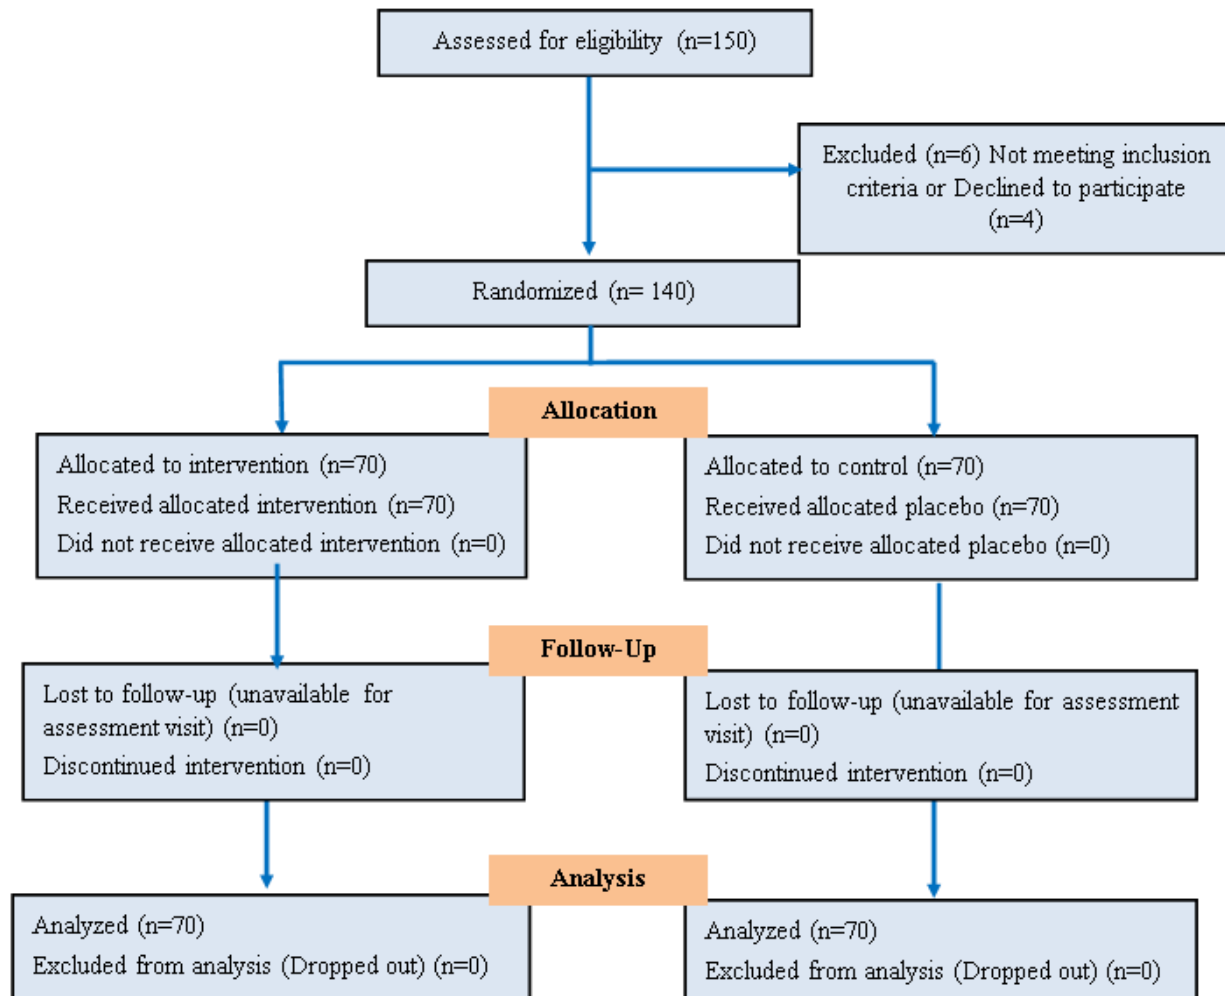 Assessed for eligibility (n=150)
Excluded (n=6) Not meeting inclusion
criteria or Declined to participate
(n=4)
Randomized (n= 140)
Allocation
Allocated to intervention (n=70)
Received allocated intervention (n=70)
Did not receive allocated intervention (n=0)
Allocated to control (n=70)
Received allocated placebo (n=70)
Did not receive allocated placebo (n=0)
Follow-Up
Lost to follow-up (unavailable for
assessment visit) (n=0)
Discontinued intervention (n=0)
Lost to follow-up (unavailable for assessment
visit) (n=0)
Discontinued intervention (n=0)
Analysis
Analyzed (n=70)
Excluded from analysis (Dropped out) (n=0)
Analyzed (n=70)
Excluded from analysis (Dropped out) (n=0)